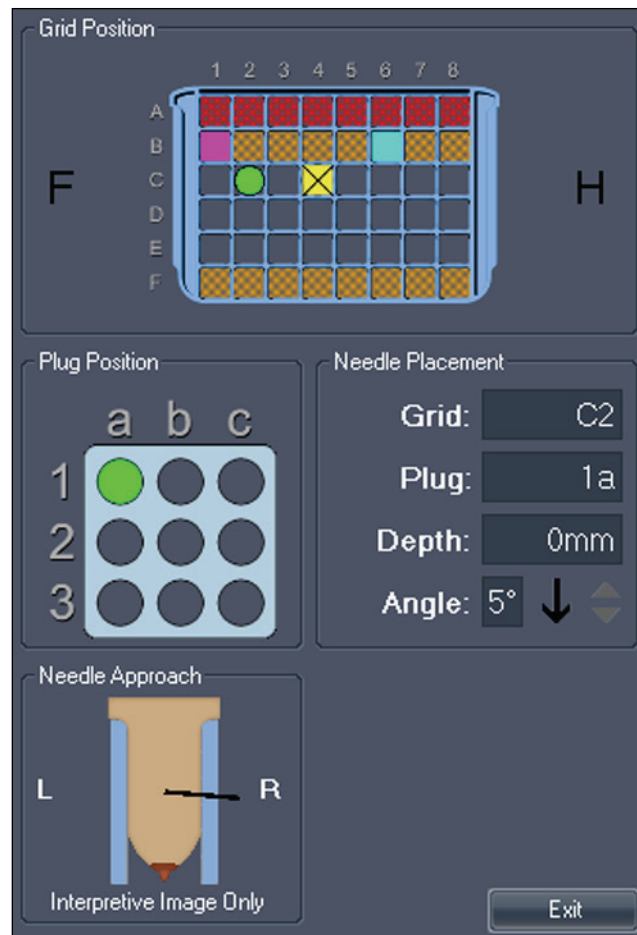 Grid Position
1 2 3 4 5 6 7 8
A
B
F C H
D
E
F
Plug Position
a b c
1
2
3
Needle Placement
Grid: C2
Plug: 1a
Depth: 0mm
Angle: 5°
Needle Approach
L R
Interpretive Image Only
Exit